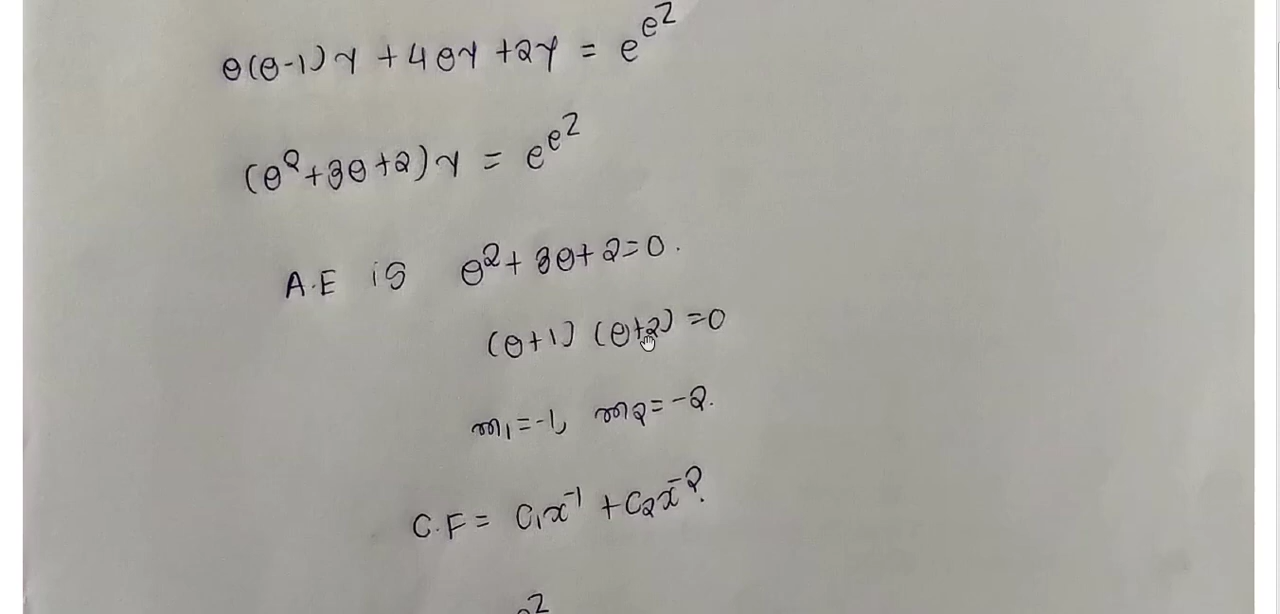 θ(θ-1)y + 4θy + 2y = e^{e^z}
(θ²+3θ+2)y = e^{e^z}
A.E is θ²+3θ+2=0.
(θ+1) (θ+2) =0
m₁=-1, m₂=-2.
C.F = C₁x⁻¹ + C₂x⁻².